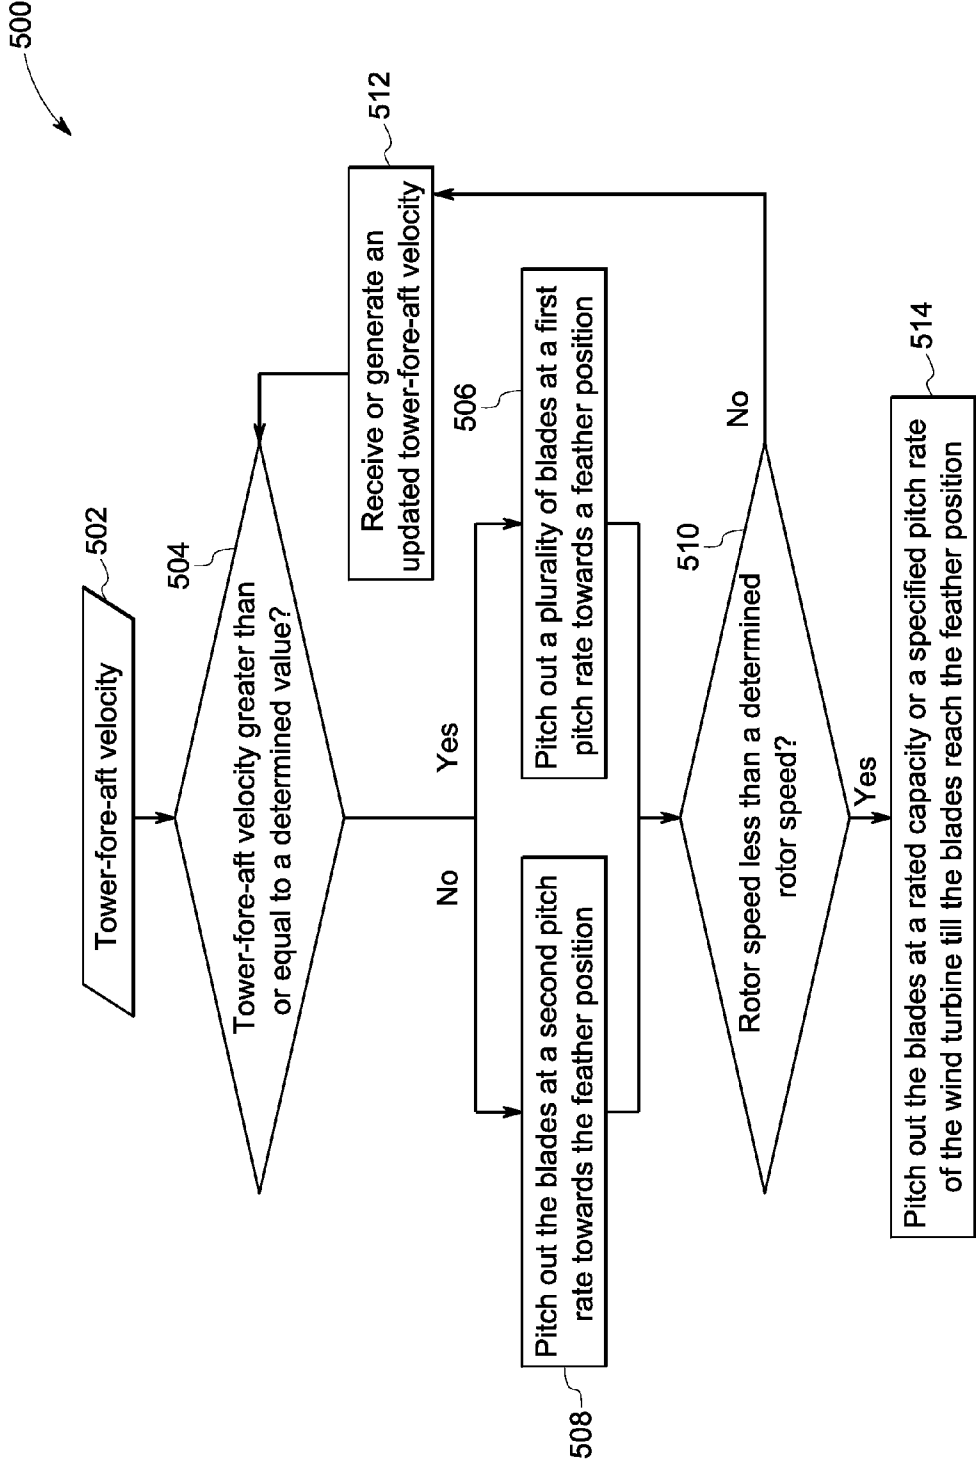 500
Tower-fore-aft velocity
502
Tower-fore-aft velocity greater than
or equal to a determined value?
504
Receive or generate an
updated tower-fore-aft velocity
512
No
Yes
Pitch out the blades at a second pitch
rate towards the feather position
508
Pitch out a plurality of blades at a first
pitch rate towards a feather position
506
Rotor speed less than a determined
rotor speed?
510
No
Yes
Pitch out the blades at a rated capacity or a specified pitch rate
of the wind turbine till the blades reach the feather position
514